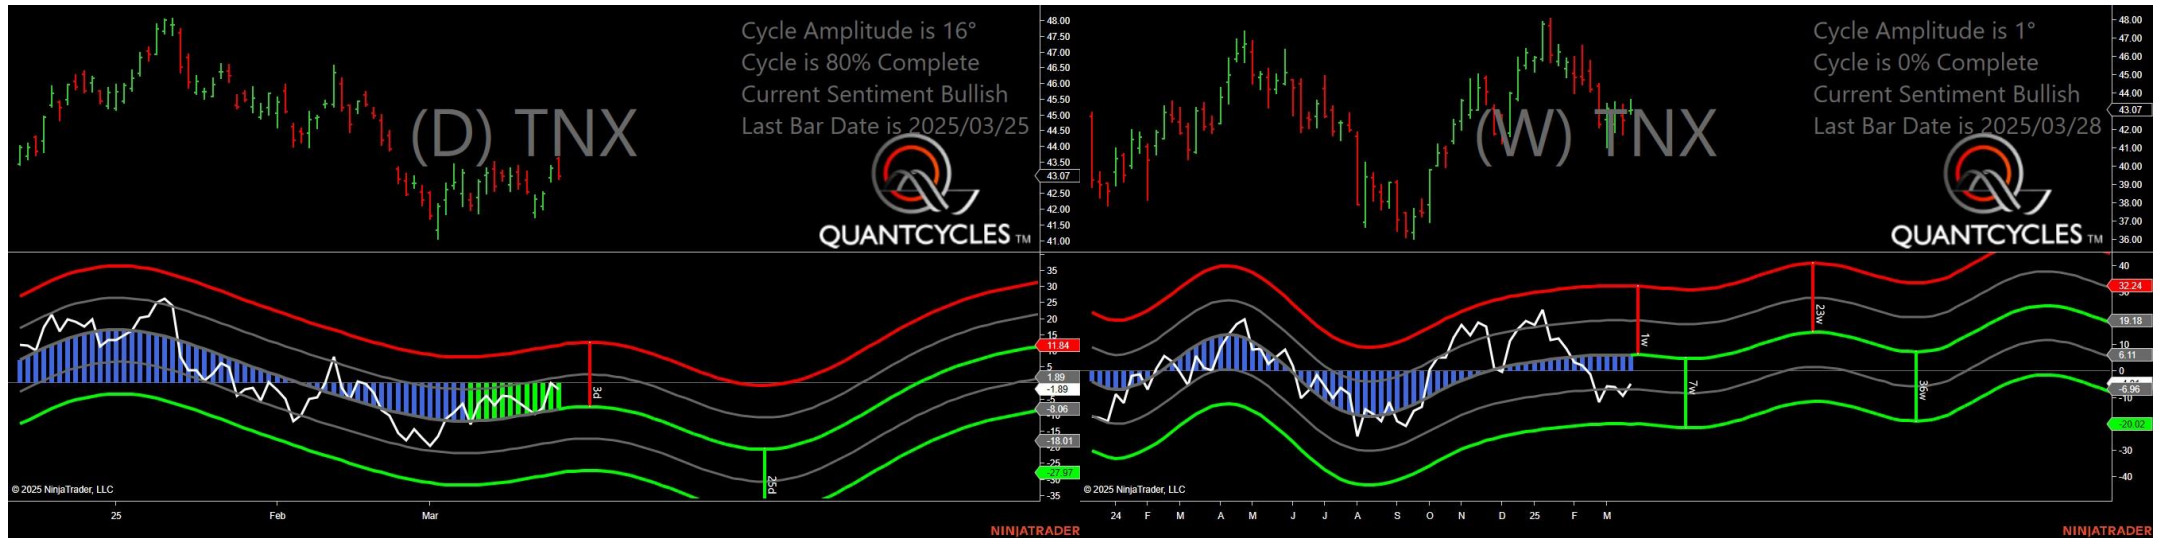 Cycle Amplitude is 16°
Cycle is 80% Complete
Current Sentiment Bullish
Last Bar Date is 2025/03/25
(D) TNX
QUANTCYCLES TM
48.00
47.50
47.00
46.50
46.00
45.50
45.00
44.50
44.00
43.50
43.07
42.50
42.00
41.50
41.00
35
30
25
20
15
11.84
5
1.89
-1.89
-5
-8.06
-15
-18.01
-25
-27.97
-35
3d
25d
© 2025 NinjaTrader, LLC
25
Feb
Mar
NINJATRADER
Cycle Amplitude is 1°
Cycle is 0% Complete
Current Sentiment Bullish
Last Bar Date is 2025/03/28
(W) TNX
QUANTCYCLES TM
48.00
47.00
46.00
45.00
44.00
43.07
42.00
41.00
40.00
39.00
38.00
37.00
36.00
40
32.24
30
19.18
10
6.11
0
-6.96
-10
-20.02
-30
-40
1w
7w
23w
36w
© 2025 NinjaTrader, LLC
24 F M A M J J A S O N D 25 F M
NINJATRADER